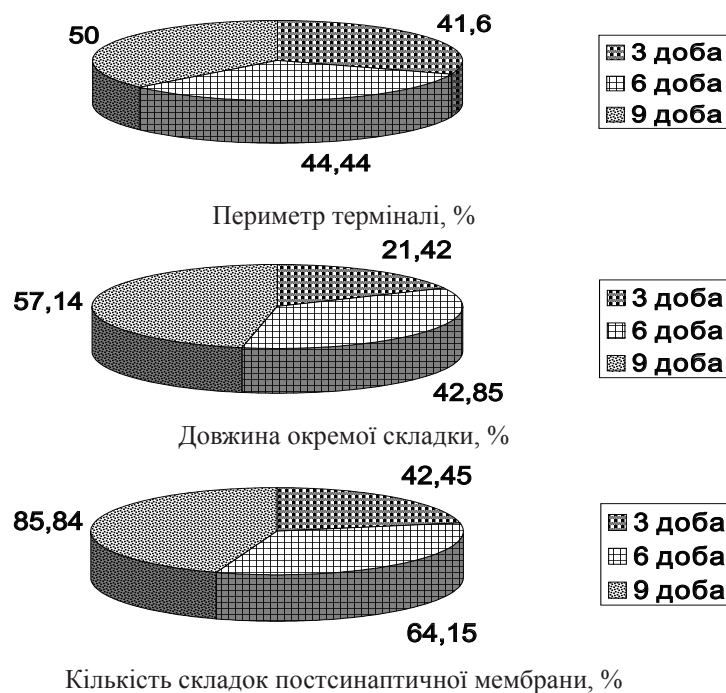 50
41,6
44,44
3 доба
6 доба
9 доба
Периметр терміналі, %
57,14
21,42
42,85
3 доба
6 доба
9 доба
Довжина окремої складки, %
85,84
42,45
64,15
3 доба
6 доба
9 доба
Кількість складок постсинаптичної мембрани, %